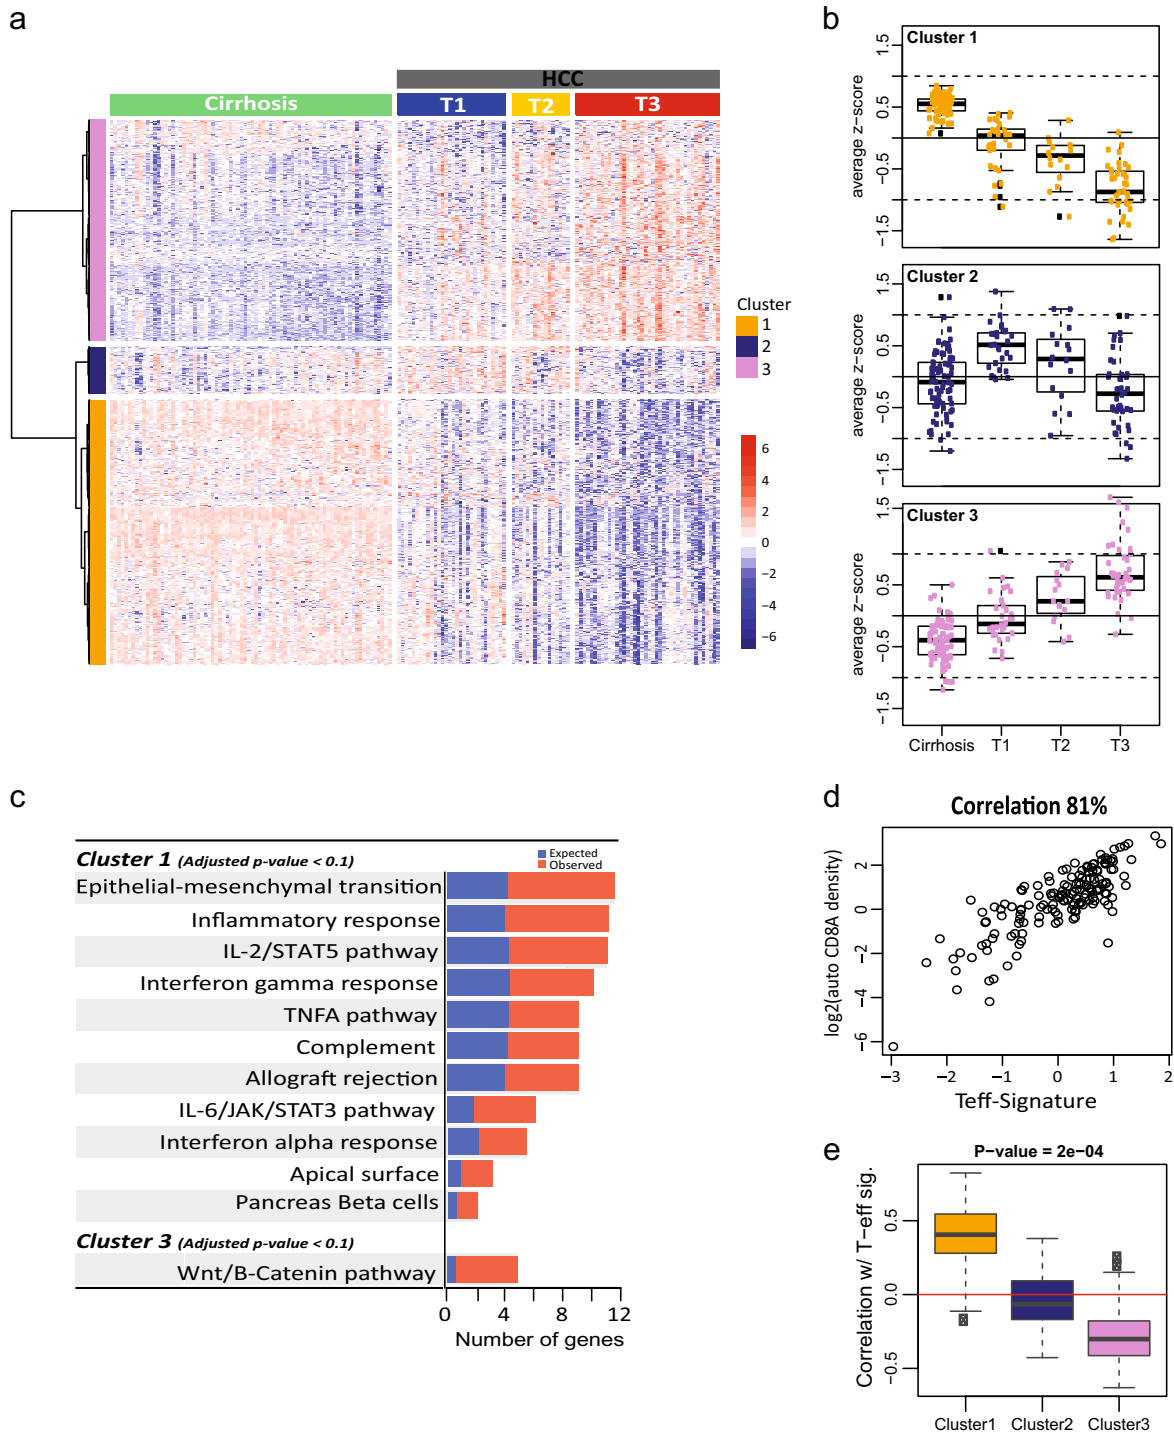 a
HCC
Cirrhosis T1 T2 T3
Cluster
1
2
3
6
4
2
0
−2
−4
−6
b
Cluster 1
average z−score
1.5
0.5
−0.5
−1.5
Cluster 2
average z−score
1.5
0.5
−0.5
−1.5
Cluster 3
average z−score
1.5
0.5
−0.5
−1.5
Cirrhosis T1 T2 T3
c
Cluster 1 (Adjusted p-value < 0.1)
Expected
Observed
Epithelial-mesenchymal transition
Inflammatory response
IL-2/STAT5 pathway
Interferon gamma response
TNFA pathway
Complement
Allograft rejection
IL-6/JAK/STAT3 pathway
Interferon alpha response
Apical surface
Pancreas Beta cells
Cluster 3 (Adjusted p-value < 0.1)
Wnt/B-Catenin pathway
0 2 4 8 6 12
Number of genes
d
Correlation 81%
log2(auto CD8A density)
2
0
−2
−4
−6
−3 −2 −1 0 1 2
Teff-Signature
e
P−value = 2e−04
Correlation w/ T−eff sig.
0.5
0.0
−0.5
Cluster1 Cluster2 Cluster3